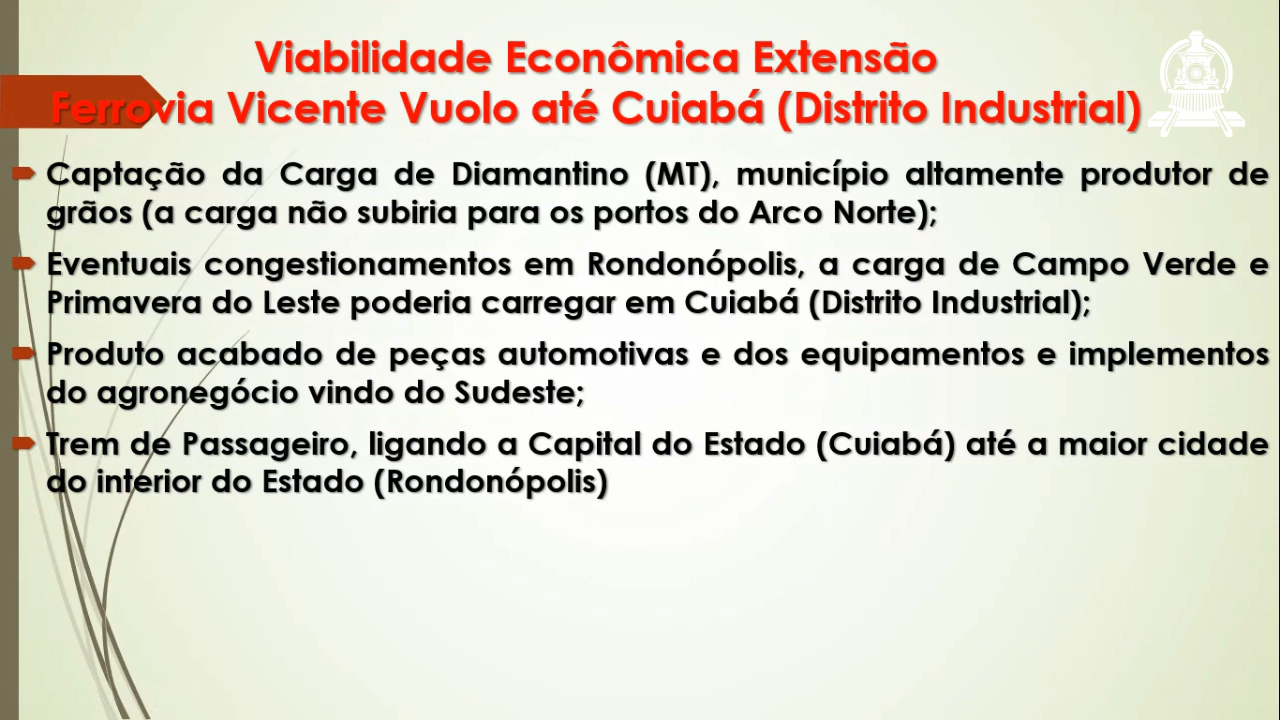 Viabilidade Econômica Extensão
Ferrovia Vicente Vuolo até Cuiabá (Distrito Industrial)
Captação da Carga de Diamantino (MT), município altamente produtor de
grãos (a carga não subiria para os portos do Arco Norte);
Eventuais congestionamentos em Rondonópolis, a carga de Campo Verde e
Primavera do Leste poderia carregar em Cuiabá (Distrito Industrial);
Produto acabado de peças automotivas e dos equipamentos e implementos
do agronegócio vindo do Sudeste;
Trem de Passageiro, ligando a Capital do Estado (Cuiabá) até a maior cidade
do interior do Estado (Rondonópolis)